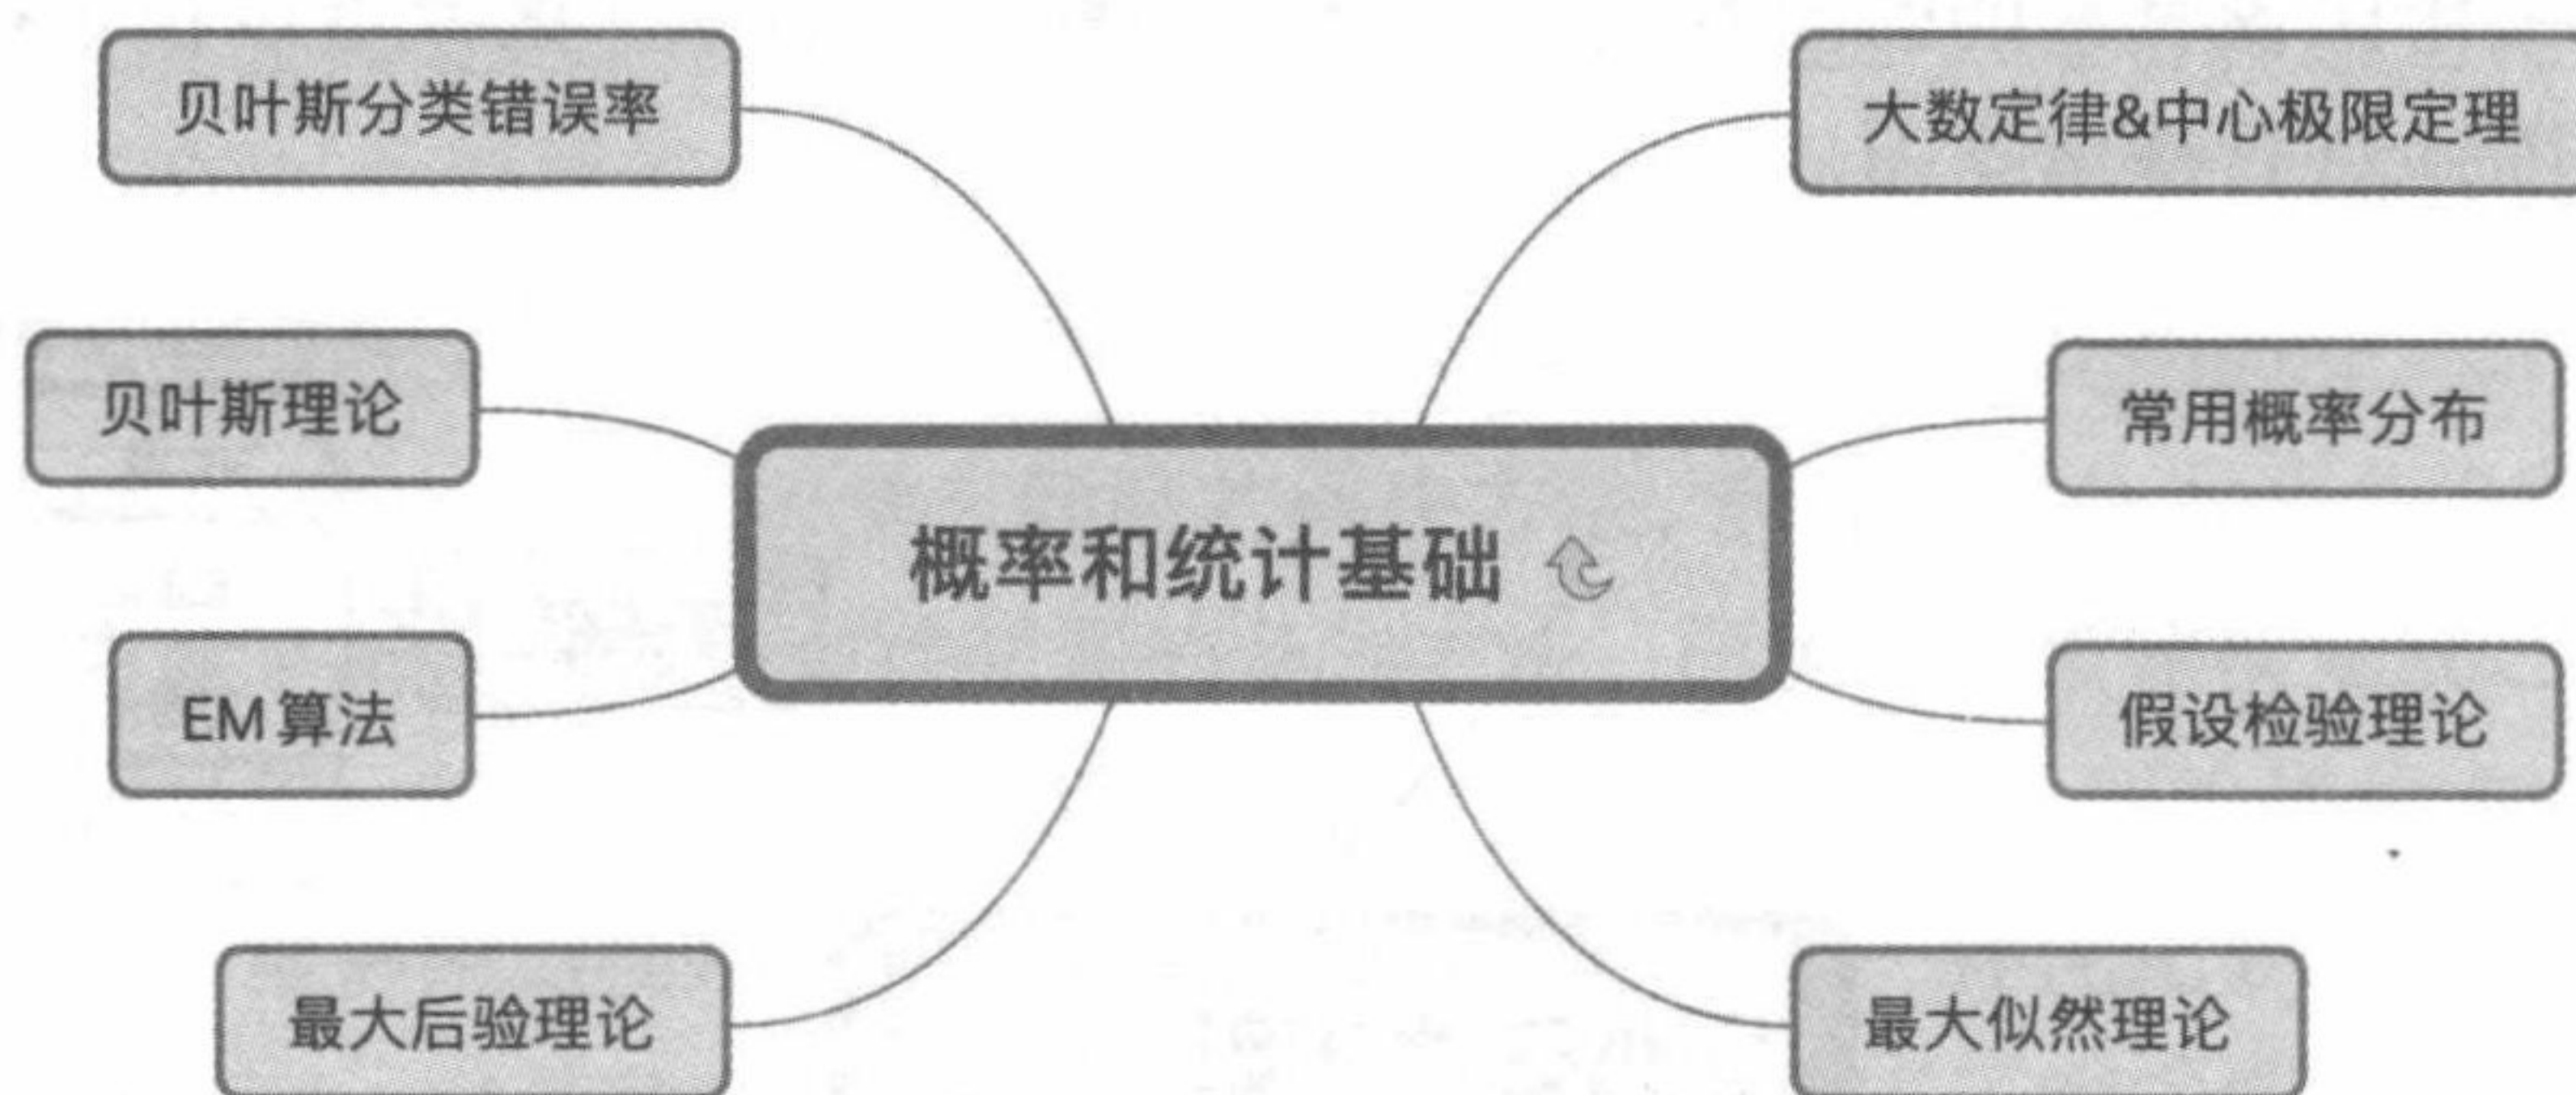 贝叶斯分类错误率
大数定律&中心极限定理
贝叶斯理论
常用概率分布
概率和统计基础
EM算法
假设检验理论
最大后验理论
最大似然理论